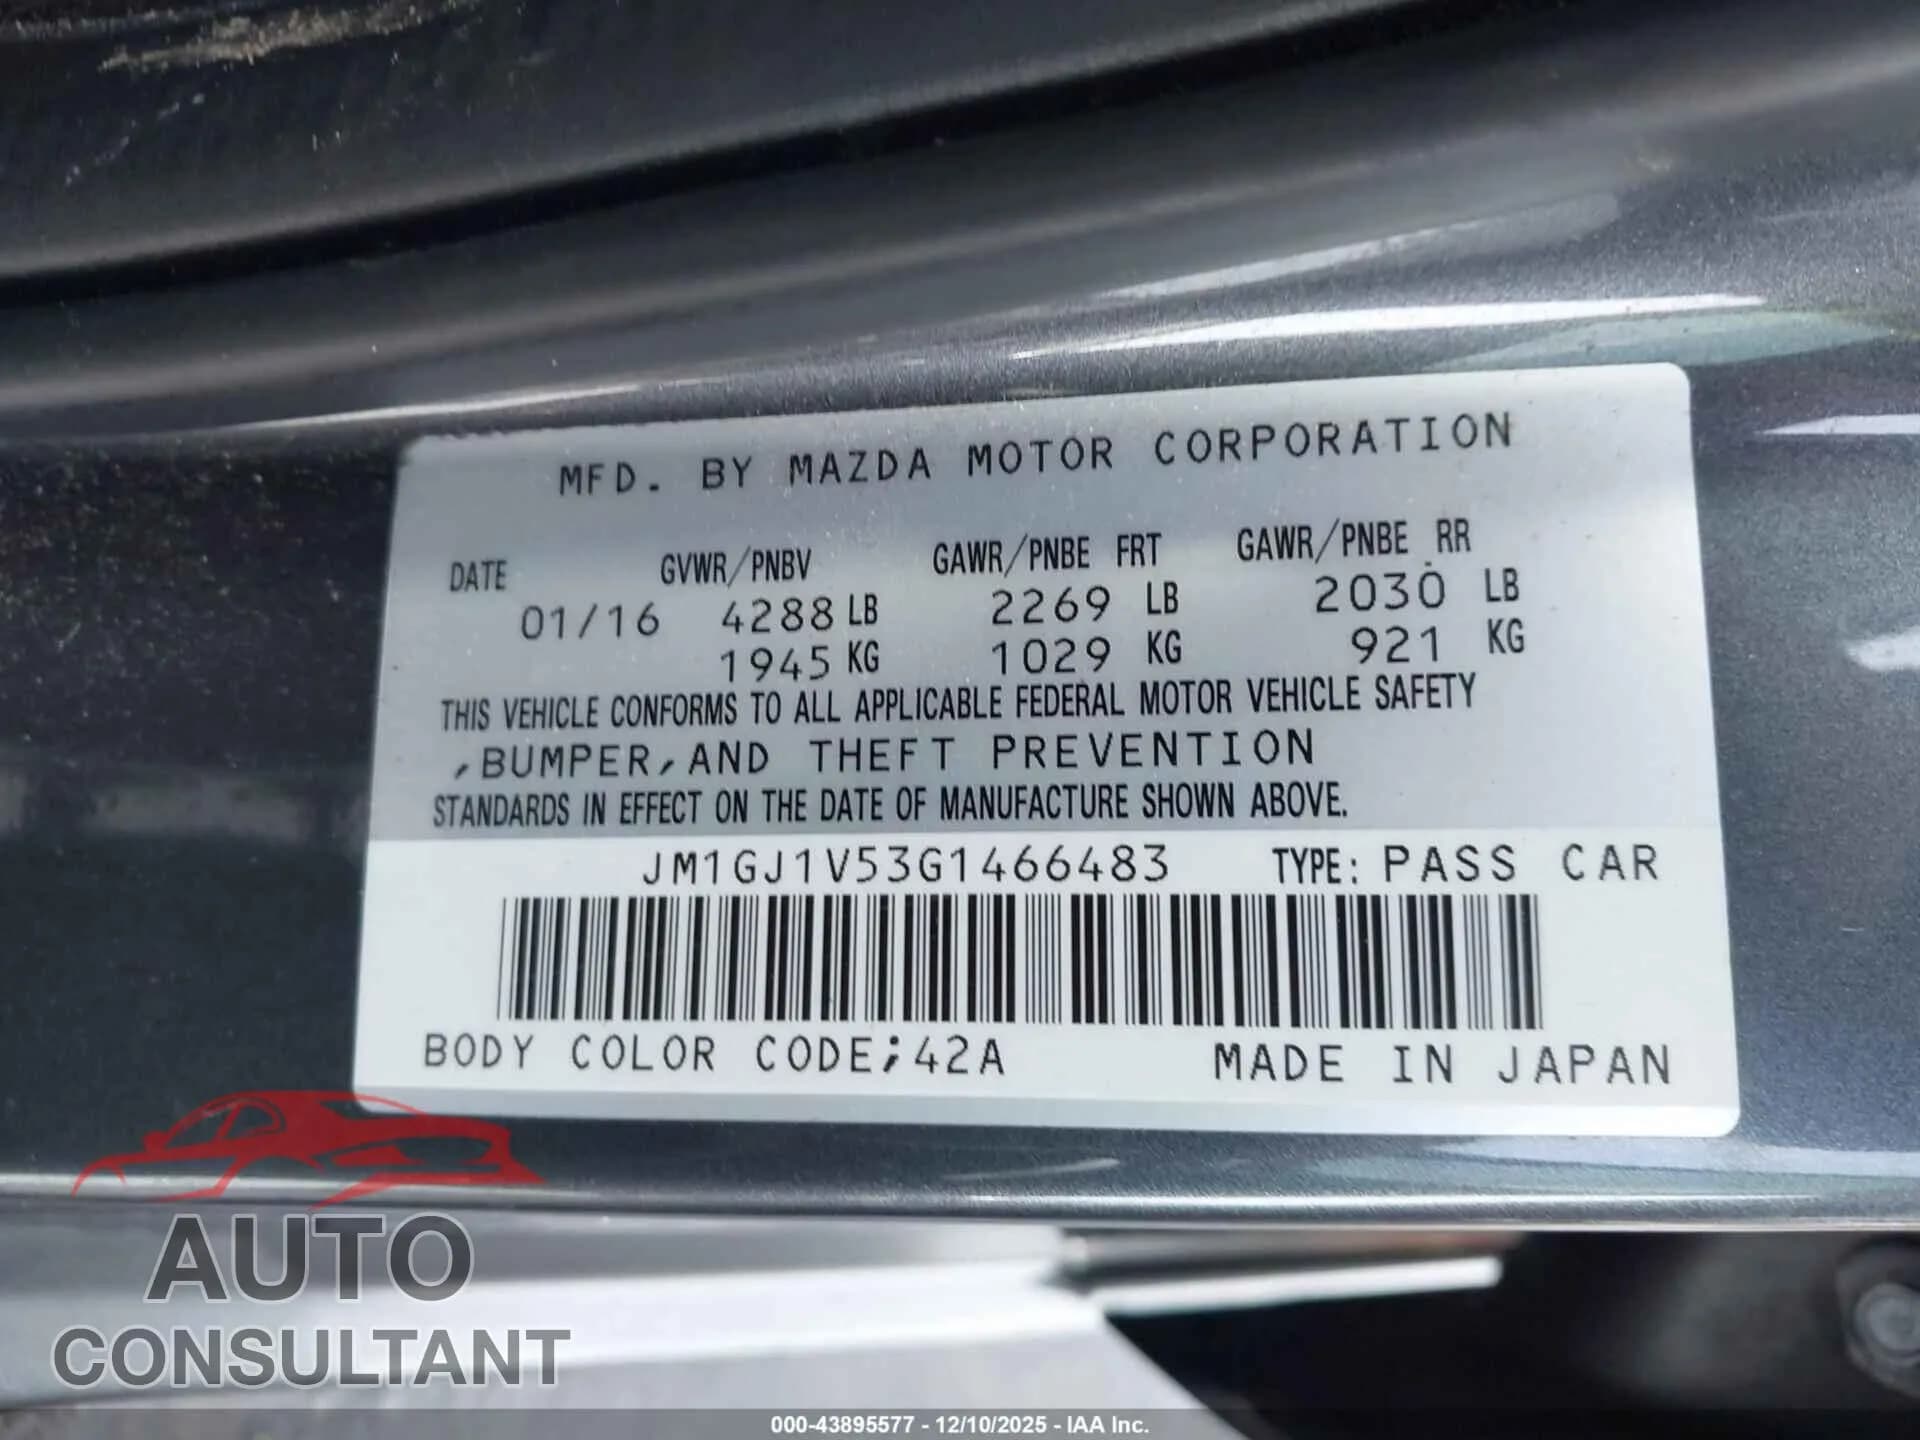 MFD. BY MAZDA MOTOR CORPORATION
DATE GVWR/PNBV GAWR/PNBE FRT GAWR/PNBE RR
01/16 4288 LB 2269 LB 2030 LB
1945 KG 1029 KG 921 KG
THIS VEHICLE CONFORMS TO ALL APPLICABLE FEDERAL MOTOR VEHICLE SAFETY
,BUMPER,AND THEFT PREVENTION
STANDARDS IN EFFECT ON THE DATE OF MANUFACTURE SHOWN ABOVE.
JM1GJ1V53G1466483 TYPE: PASS CAR
BODY COLOR CODE;42A MADE IN JAPAN
AUTO
CONSULTANT
000-43895577 - 12/10/2025 - IAA Inc.